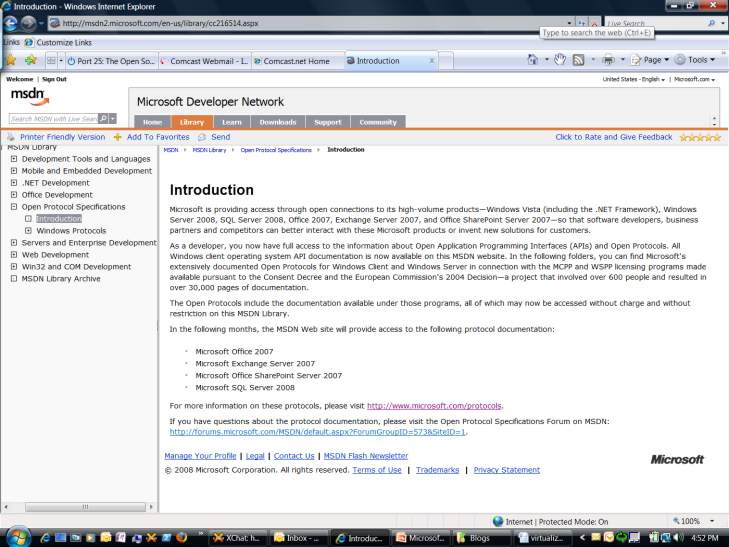 Introduction - Windows Internet Explorer
http://msdn2.microsoft.com/en-us/library/cc216514.aspx
Live Search
Type to search the web (Ctrl+E)
Links Customize Links
Port 25: The Open So... Comcast Webmail - I... Comcast.net Home Introduction
Page Tools
Welcome | Sign Out
United States - English | Microsoft.com
msdn
Microsoft Developer Network
Search MSDN with Live Search
Home Library Learn Downloads Support Community
Printer Friendly Version Add To Favorites Send
Click to Rate and Give Feedback
MSDN Library
Development Tools and Languages
Mobile and Embedded Development
.NET Development
Office Development
Open Protocol Specifications
Introduction
Windows Protocols
Servers and Enterprise Development
Web Development
Win32 and COM Development
MSDN Library Archive
MSDN MSDN Library Open Protocol Specifications Introduction
Introduction
Microsoft is providing access through open connections to its high-volume products—Windows Vista (including the .NET Framework), Windows
Server 2008, SQL Server 2008, Office 2007, Exchange Server 2007, and Office SharePoint Server 2007—so that software developers, business
partners and competitors can better interact with these Microsoft products or invent new solutions for customers.
As a developer, you now have full access to the information about Open Application Programming Interfaces (APIs) and Open Protocols. All
Windows client operating system API documentation is now available on this MSDN website. In the following folders, you can find Microsoft's
extensively documented Open Protocols for Windows Client and Windows Server in connection with the MCPP and WSPP licensing programs made
available pursuant to the Consent Decree and the European Commission's 2004 Decision—a project that involved over 600 people and resulted in
over 30,000 pages of documentation.
The Open Protocols include the documentation available under those programs, all of which may now be accessed without charge and without
restriction on this MSDN Library.
In the following months, the MSDN Web site will provide access to the following protocol documentation:
Microsoft Office 2007
Microsoft Exchange Server 2007
Microsoft Office SharePoint Server 2007
Microsoft SQL Server 2008
For more information on these protocols, please visit http://www.microsoft.com/protocols.
If you have questions about the protocol documentation, please visit the Open Protocol Specifications Forum on MSDN:
http://forums.microsoft.com/MSDN/default.aspx?ForumGroupID=573&SiteID=1.
Manage Your Profile | Legal | Contact Us | MSDN Flash Newsletter
© 2008 Microsoft Corporation. All rights reserved. Terms of Use | Trademarks | Privacy Statement
Microsoft
Internet | Protected Mode: On 100%
XChat: h... Inbox - ... Introduc... Microsof... Blogs virtualiz... 4:52 PM